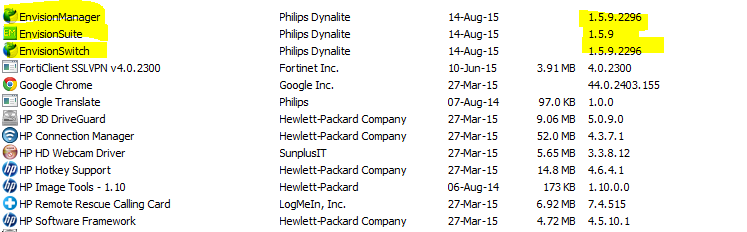 EnvisionManager Philips Dynalite 14-Aug-15 1.5.9.2296
EM EnvisionSuite Philips Dynalite 14-Aug-15 1.5.9
EnvisionSwitch Philips Dynalite 14-Aug-15 1.5.9.2296
FortiClient SSLVPN v4.0.2300 Fortinet Inc. 10-Jun-15 3.91 MB 4.0.2300
Google Chrome Google Inc. 27-Mar-15 44.0.2403.155
Google Translate Philips 07-Aug-14 97.0 KB 1.0.0
HP 3D DriveGuard Hewlett-Packard Company 27-Mar-15 9.06 MB 5.0.9.0
hp HP Connection Manager Hewlett-Packard Company 27-Mar-15 52.0 MB 4.3.7.1
HP HD Webcam Driver SunplusIT 27-Mar-15 5.65 MB 3.3.8.12
hp HP Hotkey Support Hewlett-Packard Company 27-Mar-15 14.8 MB 4.6.4.1
hp HP Image Tools - 1.10 Hewlett-Packard 06-Aug-14 173 KB 1.10.0.0
HP Remote Rescue Calling Card LogMeIn, Inc. 27-Mar-15 6.92 MB 7.4.515
hp HP Software Framework Hewlett-Packard Company 27-Mar-15 4.72 MB 4.5.10.1